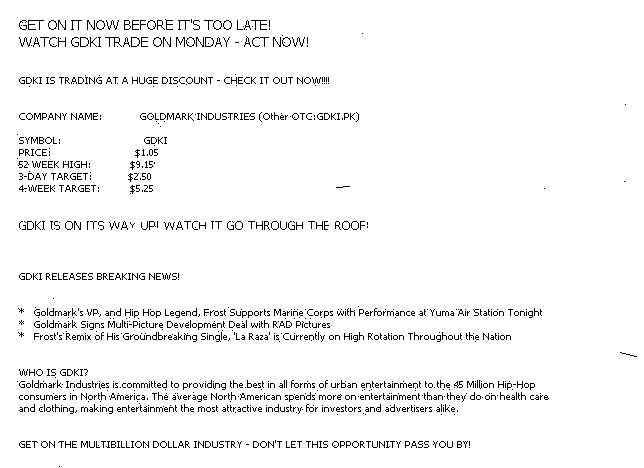 GET ON IT NOW BEFORE IT'S TOO LATE!
WATCH GDKI TRADE ON MONDAY - ACT NOW!
GDKI IS TRADING AT A HUGE DISCOUNT - CHECK IT OUT NOW!!!!
COMPANY NAME: GOLDMARK INDUSTRIES (Other OTC:GDKI.PK)
SYMBOL: GDKI
PRICE: $1.05
52 WEEK HIGH: $9.15
3-DAY TARGET: $2.50
4-WEEK TARGET: $5.25
GDKI IS ON ITS WAY UP! WATCH IT GO THROUGH THE ROOF!
GDKI RELEASES BREAKING NEWS!
* Goldmark's VP, and Hip Hop Legend, Frost Supports Marine Corps with Performance at Yuma Air Station Tonight
* Goldmark Signs Multi-Picture Development Deal with RAD Pictures
* Frost's Remix of His Groundbreaking Single, 'La Raza' is Currently on High Rotation Throughout the Nation
WHO IS GDKI?
Goldmark Industries is committed to providing the best in all forms of urban entertainment to the 45 Million Hip-Hop
consumers in North America. The average North American spends more on entertainment than they do on health care
and clothing, making entertainment the most attractive industry for investors and advertisers alike.
GET ON THE MULTIBILLION DOLLAR INDUSTRY - DON'T LET THIS OPPORTUNITY PASS YOU BY!